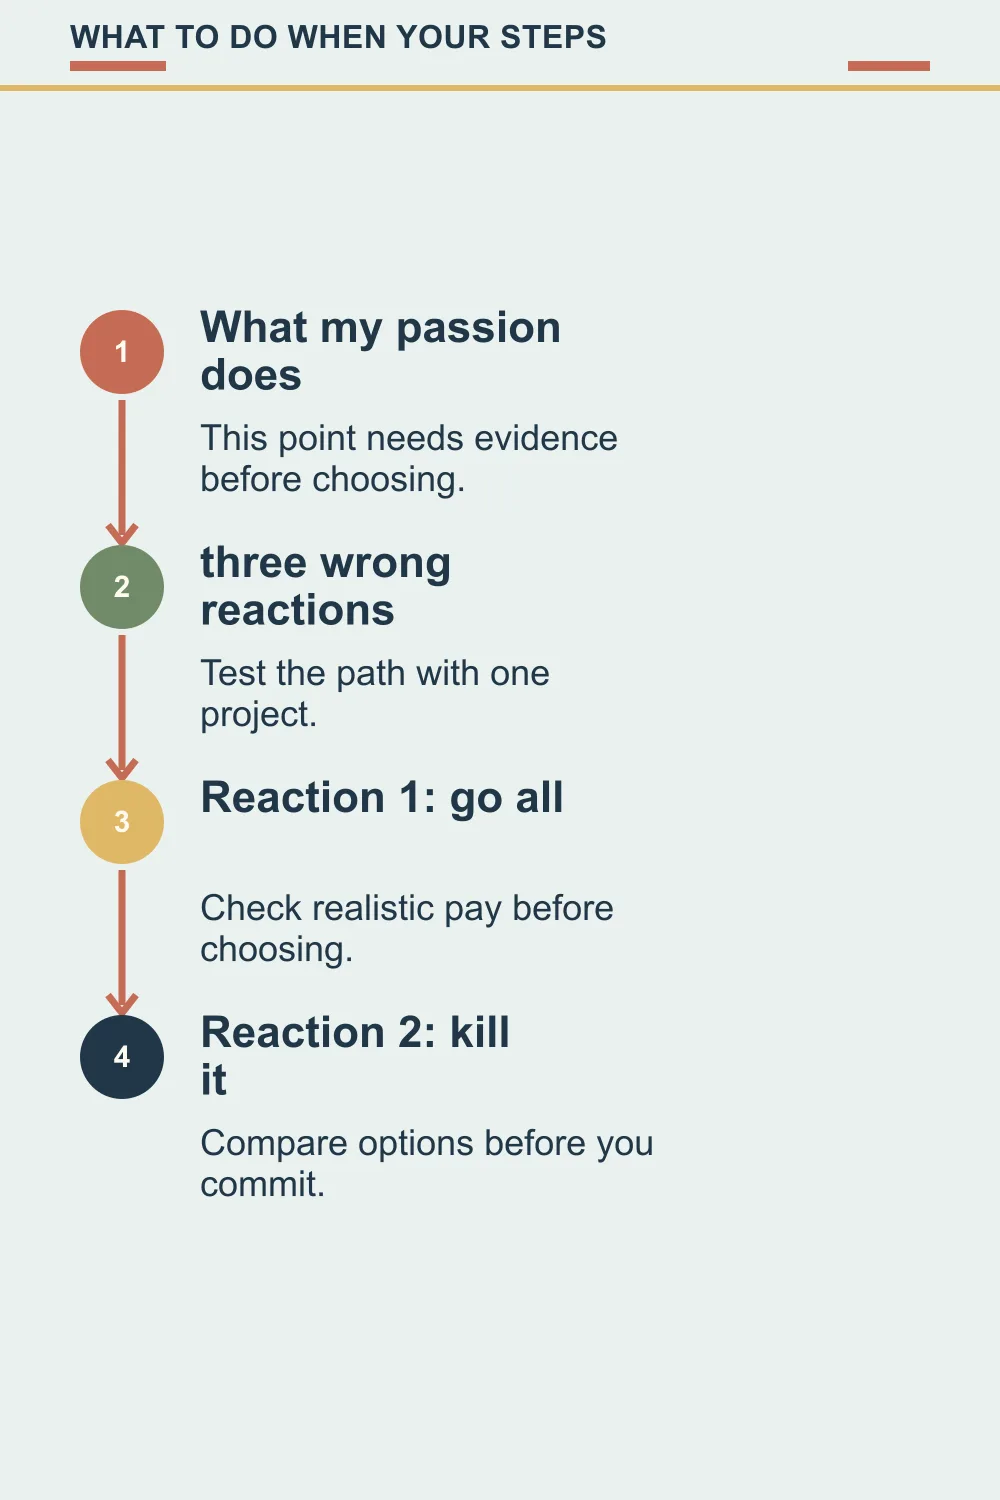 WHAT TO DO WHEN YOUR STEPS
1
What my passion
does
This point needs evidence
before choosing.
2
three wrong
reactions
Test the path with one
project.
3
Reaction 1: go all
Check realistic pay before
choosing.
4
Reaction 2: kill
it
Compare options before you
commit.